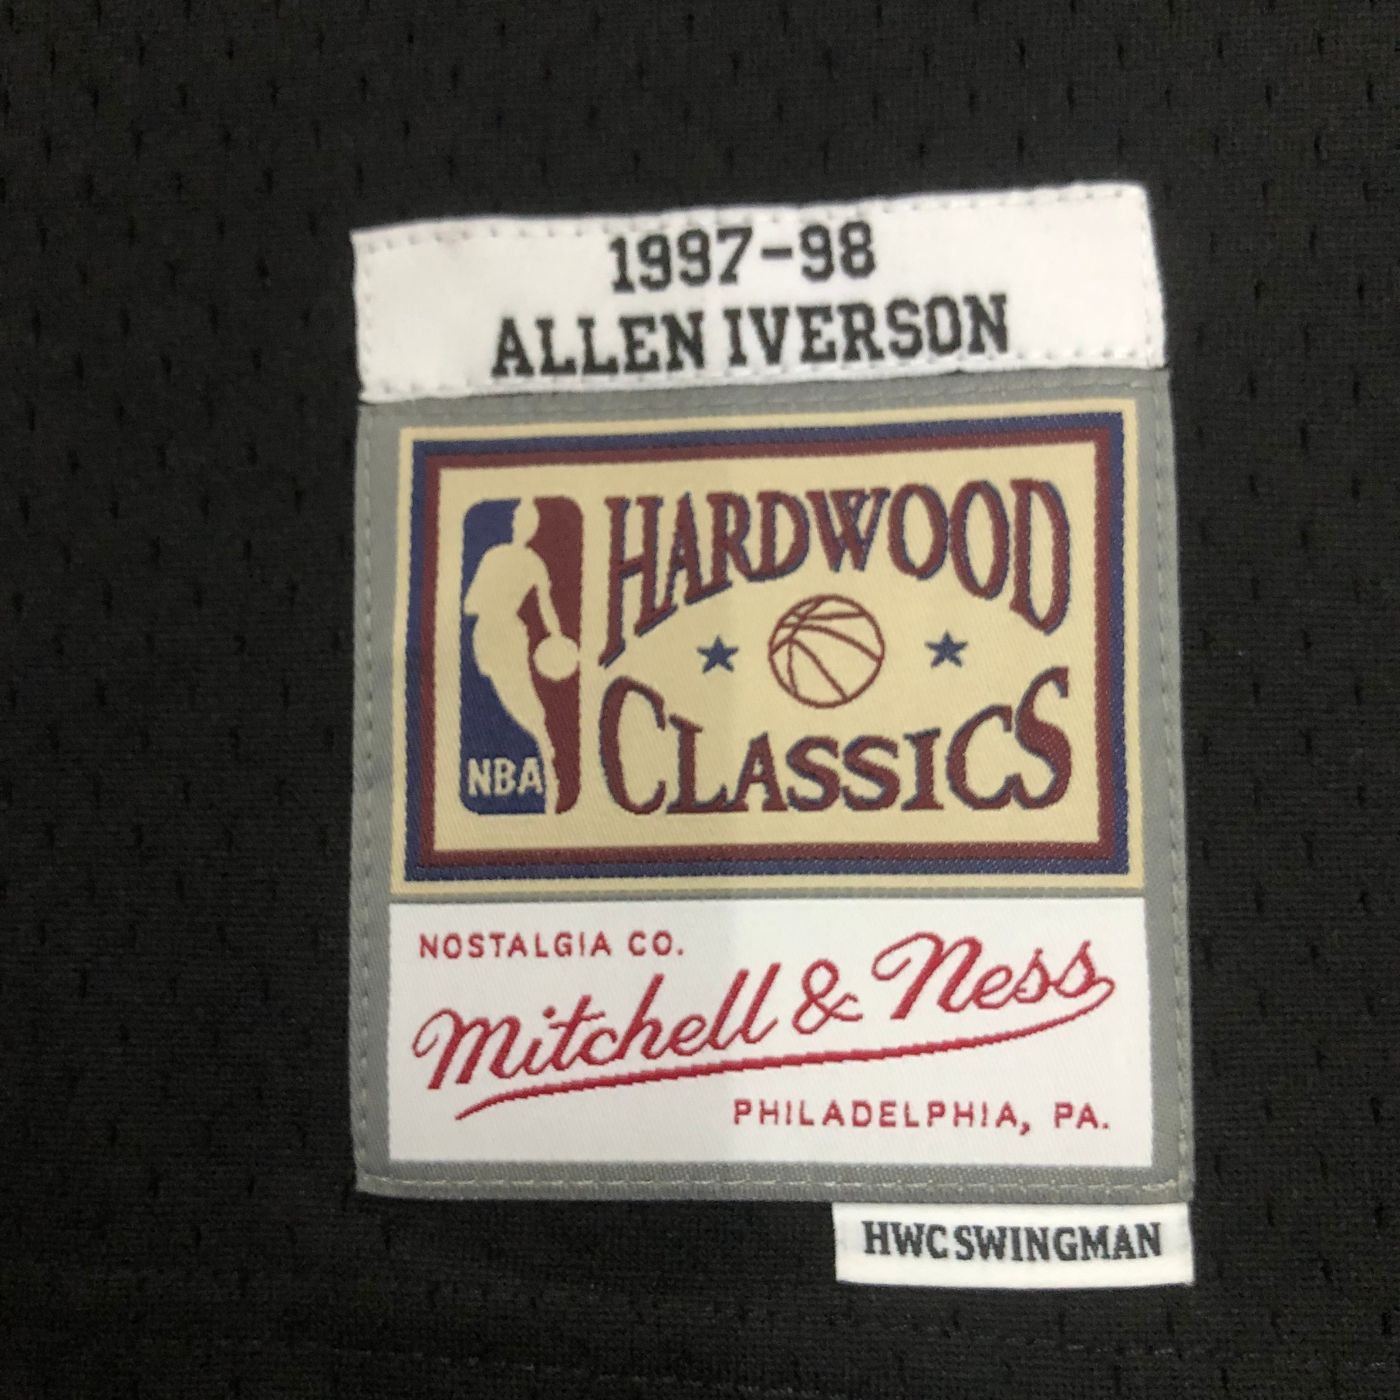 1997-98
ALLEN IVERSON
HARDWOOD
CLASSICS
NBA
NOSTALGIA CO.
Mitchell & Ness
PHILADELPHIA, PA.
HWC SWINGMAN